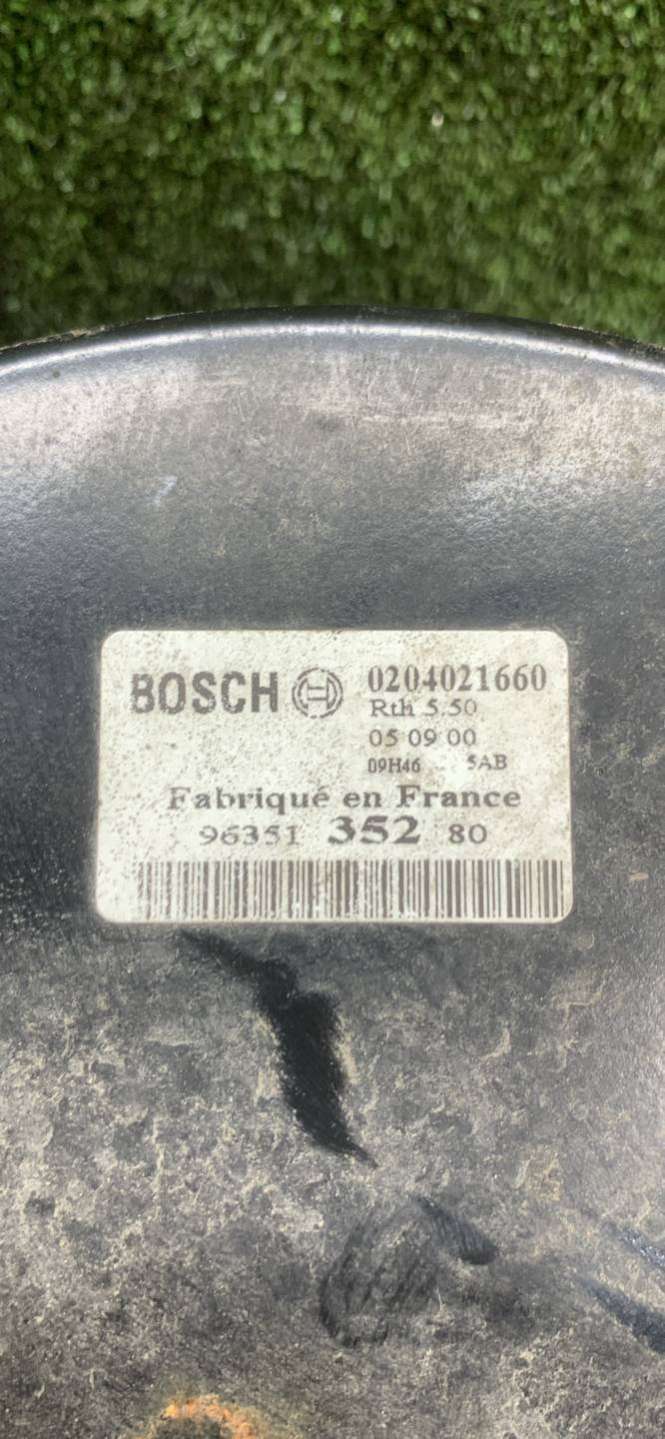 BOSCH 0204021660
Rth 5.50
05 09 00
09H46 5AB
Fabriqué en France
96351 352 80